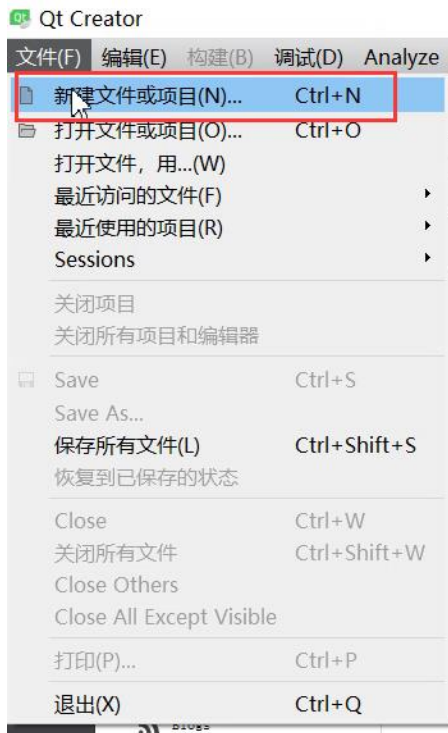 Qt Creator
文件(F) 编辑(E) 构建(B) 调试(D) Analyze
新建文件或项目(N)... Ctrl+N
打开文件或项目(O)... Ctrl+O
打开文件，用...(W)
最近访问的文件(F)
最近使用的项目(R)
Sessions
关闭项目
关闭所有项目和编辑器
Save Ctrl+S
Save As...
保存所有文件(L) Ctrl+Shift+S
恢复到已保存的状态
Close Ctrl+W
关闭所有文件 Ctrl+Shift+W
Close Others
Close All Except Visible
打印(P)... Ctrl+P
退出(X) Ctrl+Q
Blogs